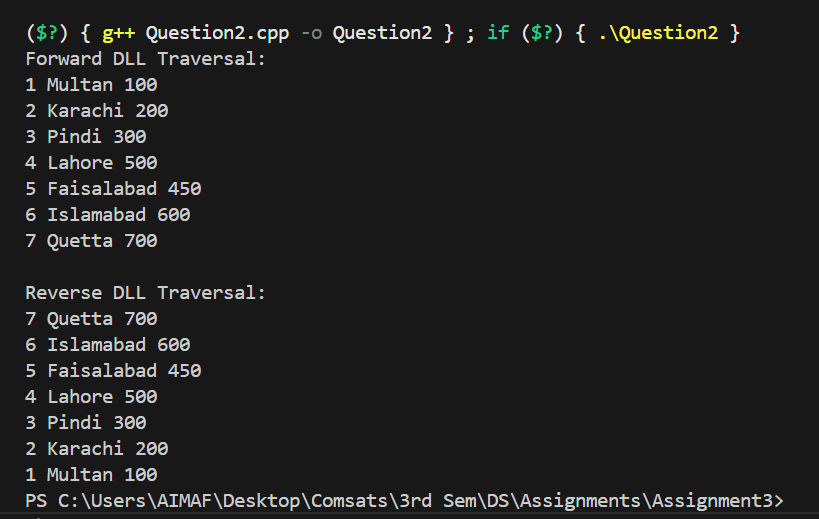 ($?) { g++ Question2.cpp -o Question2 } ; if ($?) { .\Question2 }
Forward DLL Traversal:
1 Multan 100
2 Karachi 200
3 Pindi 300
4 Lahore 500
5 Faisalabad 450
6 Islamabad 600
7 Quetta 700

Reverse DLL Traversal:
7 Quetta 700
6 Islamabad 600
5 Faisalabad 450
4 Lahore 500
3 Pindi 300
2 Karachi 200
1 Multan 100
PS C:\Users\AIMAF\Desktop\Comsats\3rd Sem\DS\Assignments\Assignment3>